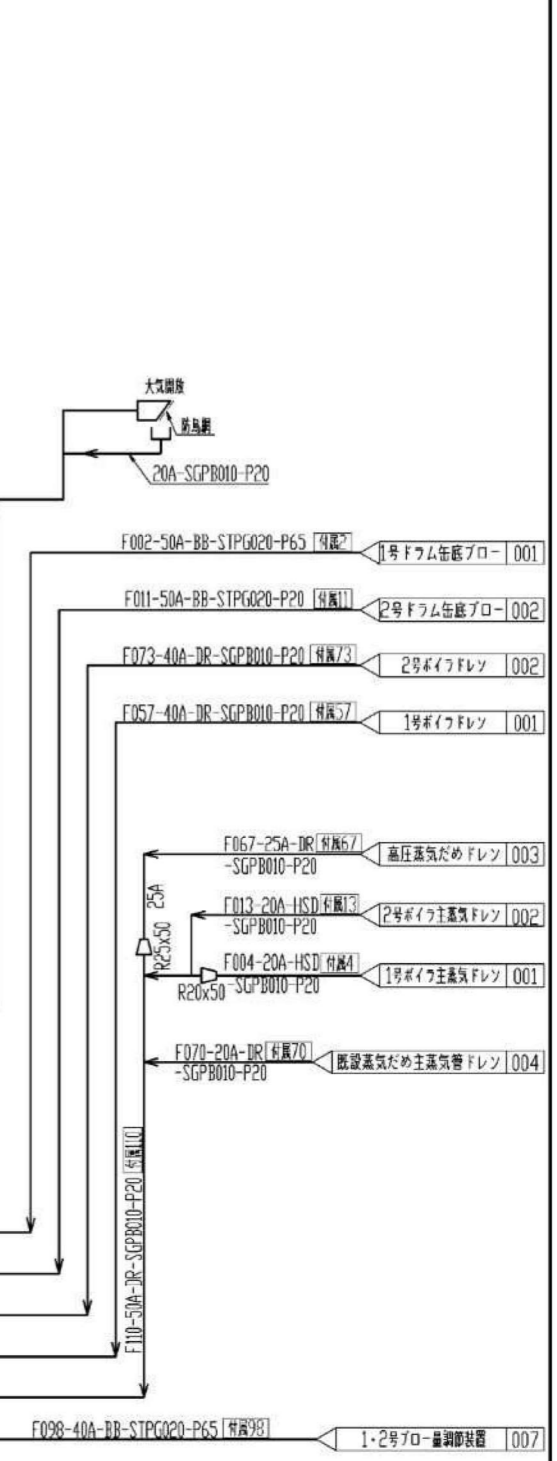 大気開放
防鳥網
20A-SGPB010-P20
F002-50A-BB-STPG020-P65 付属2
1号ドラム缶底ブロー 001
F011-50A-BB-STPG020-P20 付属11
2号ドラム缶底ブロー 002
F073-40A-DR-SGPB010-P20 付属73
2号ボイラドレン 002
F057-40A-DR-SGPB010-P20 付属57
1号ボイラドレン 001
F067-25A-DR 付属67
-SGPB010-P20
高圧蒸気だめドレン 003
25A
R25x50
F013-20A-HSD 付属13
-SGPB010-P20
2号ボイラ主蒸気ドレン 002
F004-20A-HSD 付属4
-SGPB010-P20
R20x50
1号ボイラ主蒸気ドレン 001
F070-20A-DR 付属70
-SGPB010-P20
既設蒸気だめ主蒸気管ドレン 004
F110-50A-DR-SGPB010-P20 付属110
F098-40A-BB-STPG020-P65 付属98
1・2号ブロー量調節装置 007